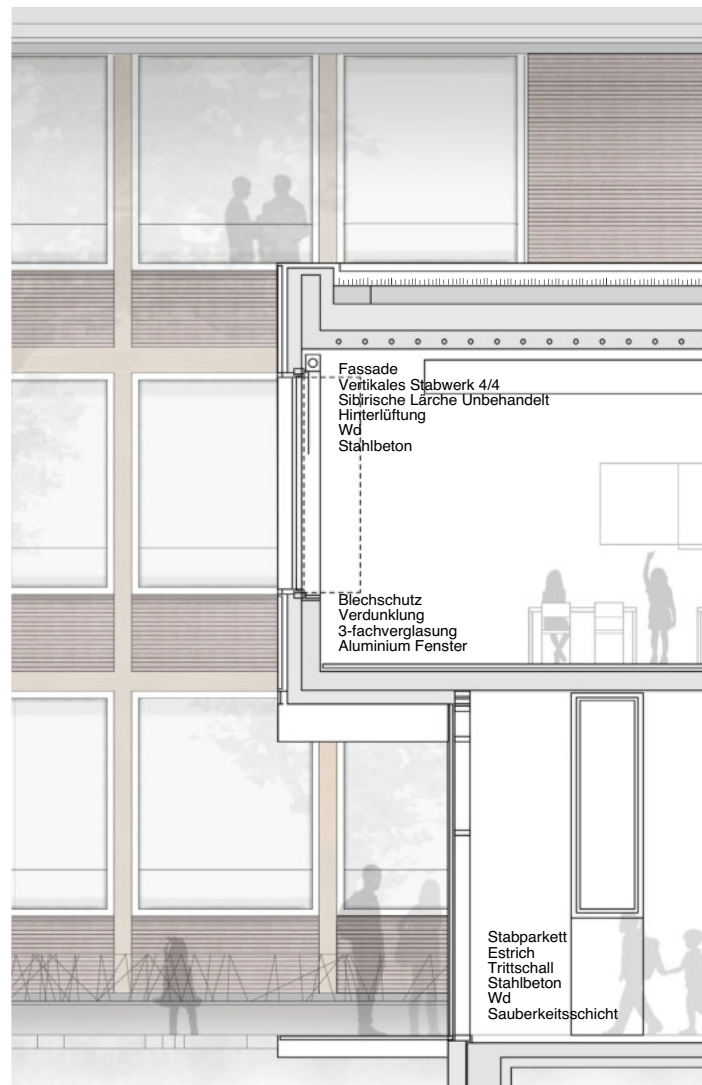 Fassade
Vertikales Stabwerk 4/4
Sibirische Lärche Unbehandelt
Hinterlüftung
Wd
Stahlbeton
Blechschutz
Verdunklung
3-fachverglasung
Aluminium Fenster
Stabparkett
Estrich
Trittschall
Stahlbeton
Wd
Sauberkeitsschicht